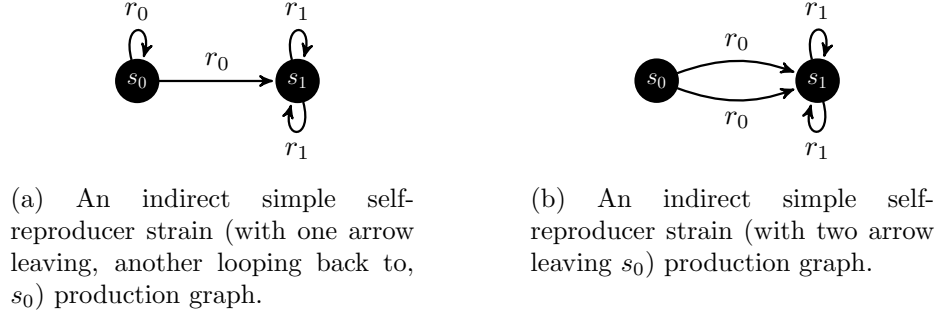 r₀ r₁
s₀ r₀ s₁
r₁
(a) An indirect simple self-
reproducer strain (with one arrow
leaving, another looping back to,
s₀) production graph.
r₁
r₀
s₀ s₁
r₀
r₁
(b) An indirect simple self-
reproducer strain (with two arrow
leaving s₀) production graph.